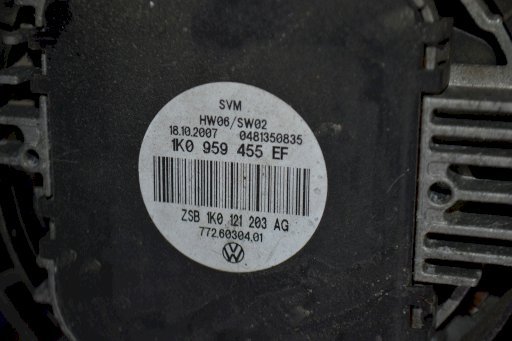 SVM
HW06/SW02
18.10.2007 0481350835
1K0 959 455 EF
ZSB 1K0 121 203 AG
772.60304.01